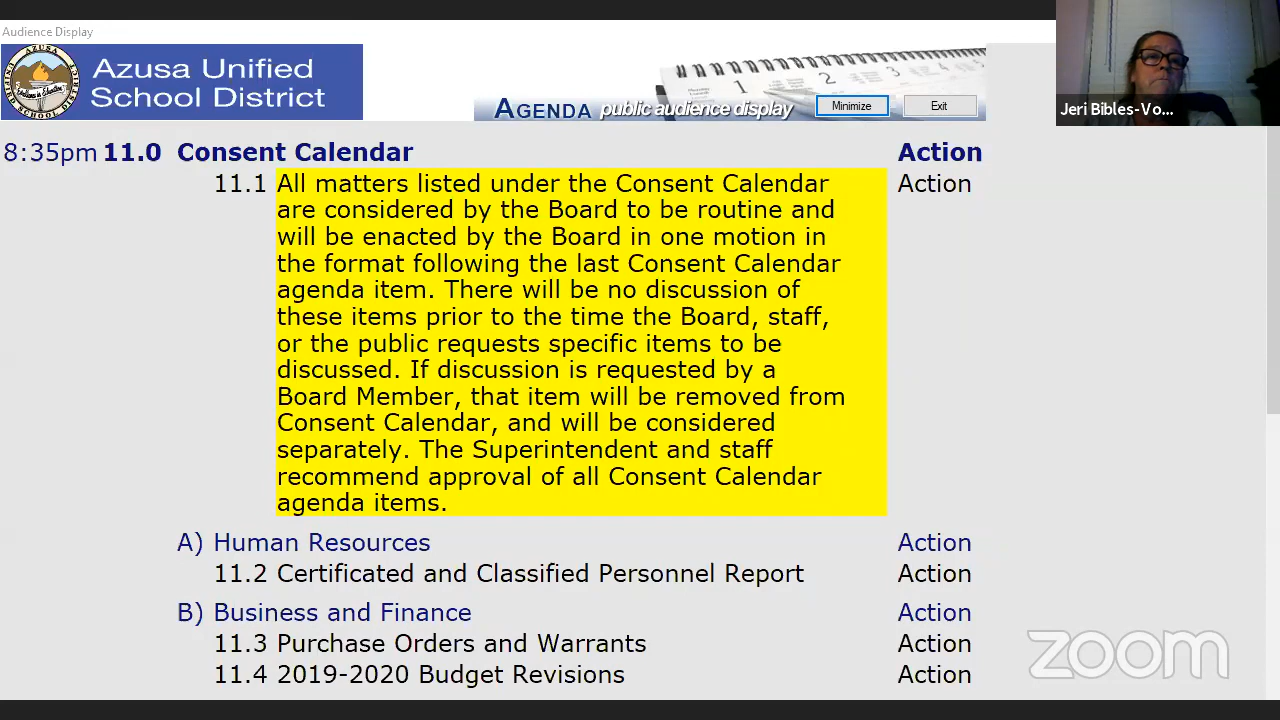 Audience Display
Azusa Unified
School District
AGENDA public audience display
Minimize
Exit
Jeri Bibles-Vo...
8:35pm 11.0 Consent Calendar Action
11.1 All matters listed under the Consent Calendar Action
are considered by the Board to be routine and
will be enacted by the Board in one motion in
the format following the last Consent Calendar
agenda item. There will be no discussion of
these items prior to the time the Board, staff,
or the public requests specific items to be
discussed. If discussion is requested by a
Board Member, that item will be removed from
Consent Calendar, and will be considered
separately. The Superintendent and staff
recommend approval of all Consent Calendar
agenda items.
A) Human Resources Action
11.2 Certificated and Classified Personnel Report Action
B) Business and Finance Action
11.3 Purchase Orders and Warrants Action
11.4 2019-2020 Budget Revisions Action
zoom